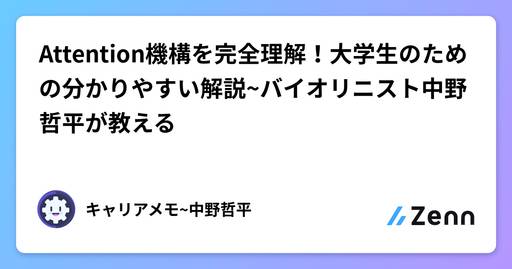 Attention機構を完全理解！大学生のため
の分かりやすい解説~バイオリニスト中野
哲平が教える
キャリアメモ~中野哲平
Zenn